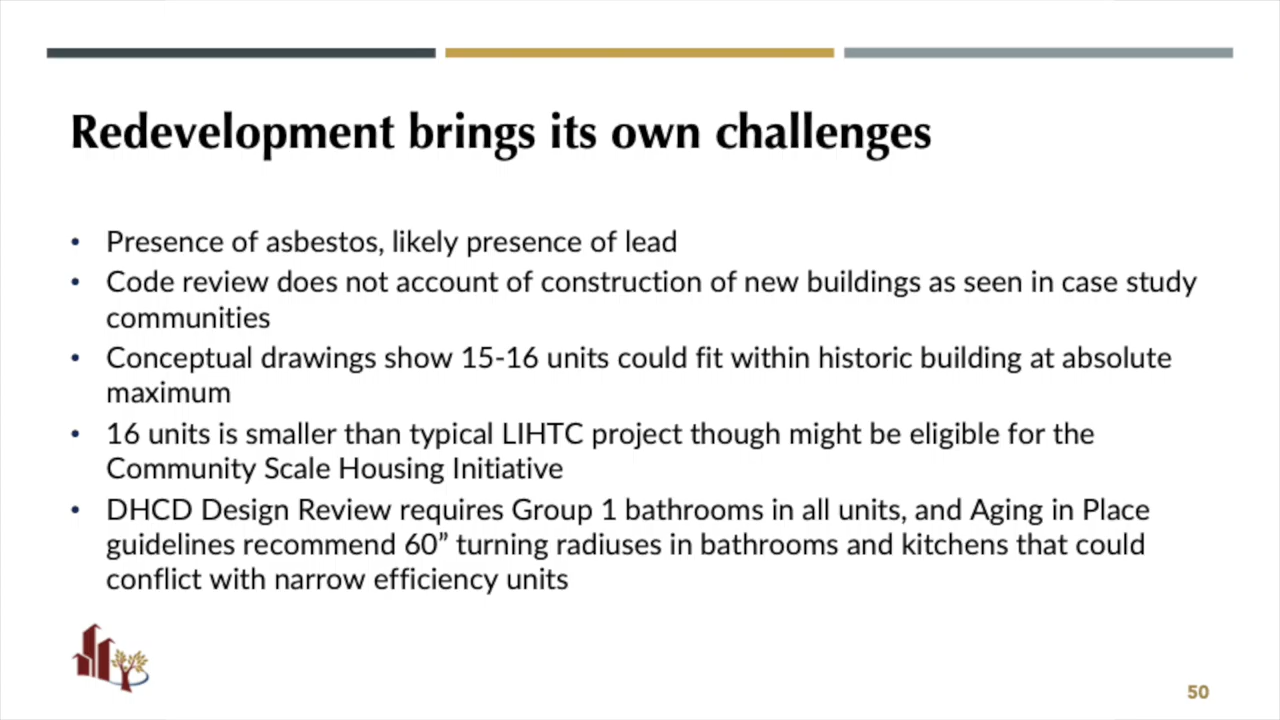 Redevelopment brings its own challenges
• Presence of asbestos, likely presence of lead
• Code review does not account of construction of new buildings as seen in case study
communities
• Conceptual drawings show 15-16 units could fit within historic building at absolute
maximum
• 16 units is smaller than typical LIHTC project though might be eligible for the
Community Scale Housing Initiative
• DHCD Design Review requires Group 1 bathrooms in all units, and Aging in Place
guidelines recommend 60” turning radiuses in bathrooms and kitchens that could
conflict with narrow efficiency units
50